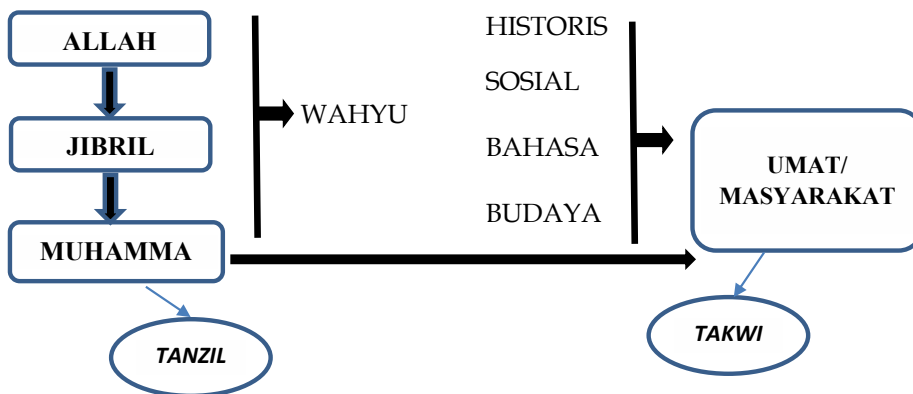 ALLAH
JIBRIL
MUHAMMA
TANZIL
WAHYU
HISTORIS
SOSIAL
BAHASA
BUDAYA
UMAT/
MASYARAKAT
TAKWI